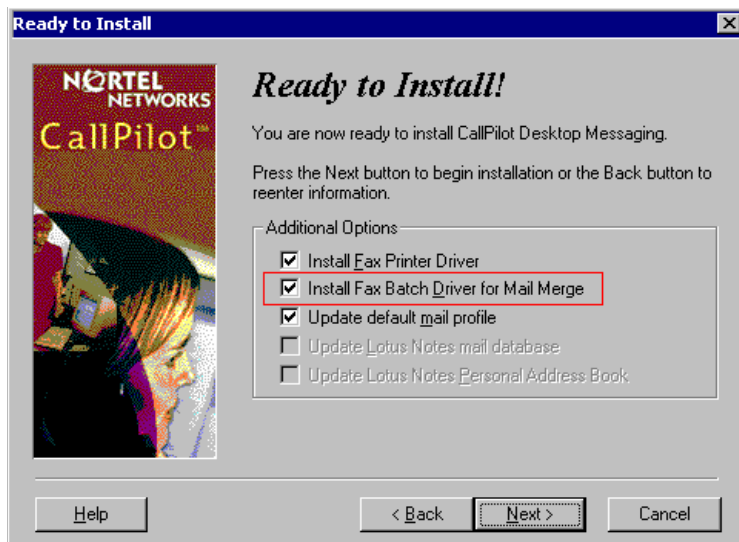 Ready to Install
NORTEL
NETWORKS
CallPilot™
Ready to Install!
You are now ready to install CallPilot Desktop Messaging.
Press the Next button to begin installation or the Back button to
reenter information.
Additional Options
Install Fax Printer Driver
Install Fax Batch Driver for Mail Merge
Update default mail profile
Update Lotus Notes mail database
Update Lotus Notes Personal Address Book
Help
< Back
Next >
Cancel